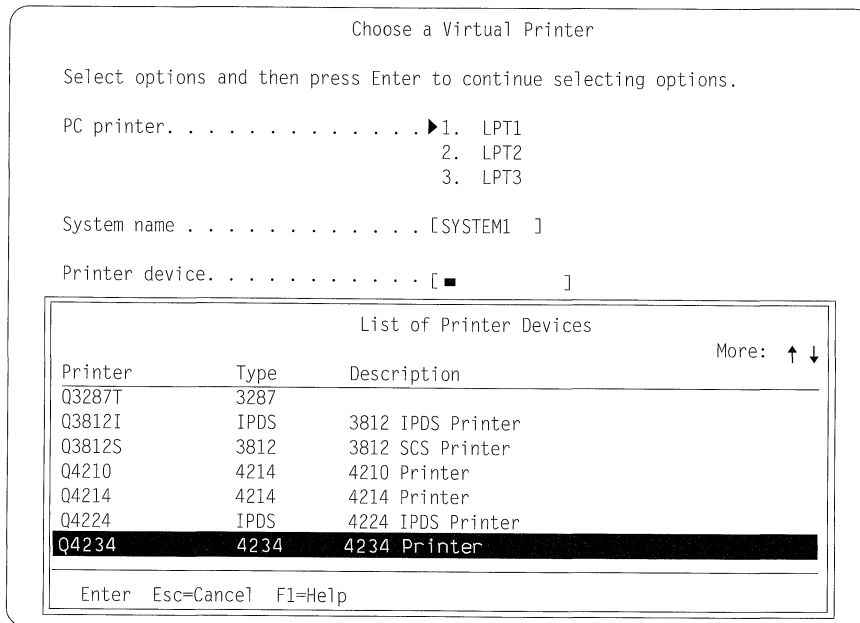 Choose a Virtual Printer
Select options and then press Enter to continue selecting options.
PC printer. . . . . . . . . . . . . ▶1. LPT1
2. LPT2
3. LPT3
System name . . . . . . . . . . . . [SYSTEM1 ]
Printer device. . . . . . . . . . . [■ ]
List of Printer Devices
More: ↑ ↓
Printer Type Description
Q3287T 3287
Q3812I IPDS 3812 IPDS Printer
Q3812S 3812 3812 SCS Printer
Q4210 4214 4210 Printer
Q4214 4214 4214 Printer
Q4224 IPDS 4224 IPDS Printer
Q4234 4234 4234 Printer
Enter Esc=Cancel F1=Help